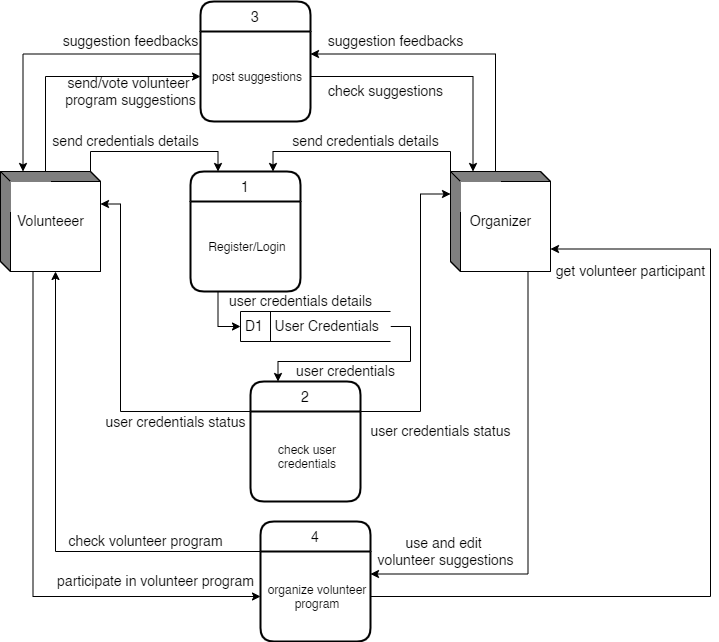 3
suggestion feedbacks
suggestion feedbacks
post suggestions
send/vote volunteer
program suggestions
check suggestions
send credentials details
send credentials details
1
Volunteeer
Register/Login
Organizer
get volunteer participant
user credentials details
D1 User Credentials
user credentials
2
user credentials status
user credentials status
check user
credentials
4
check volunteer program
use and edit
volunteer suggestions
participate in volunteer program
organize volunteer
program